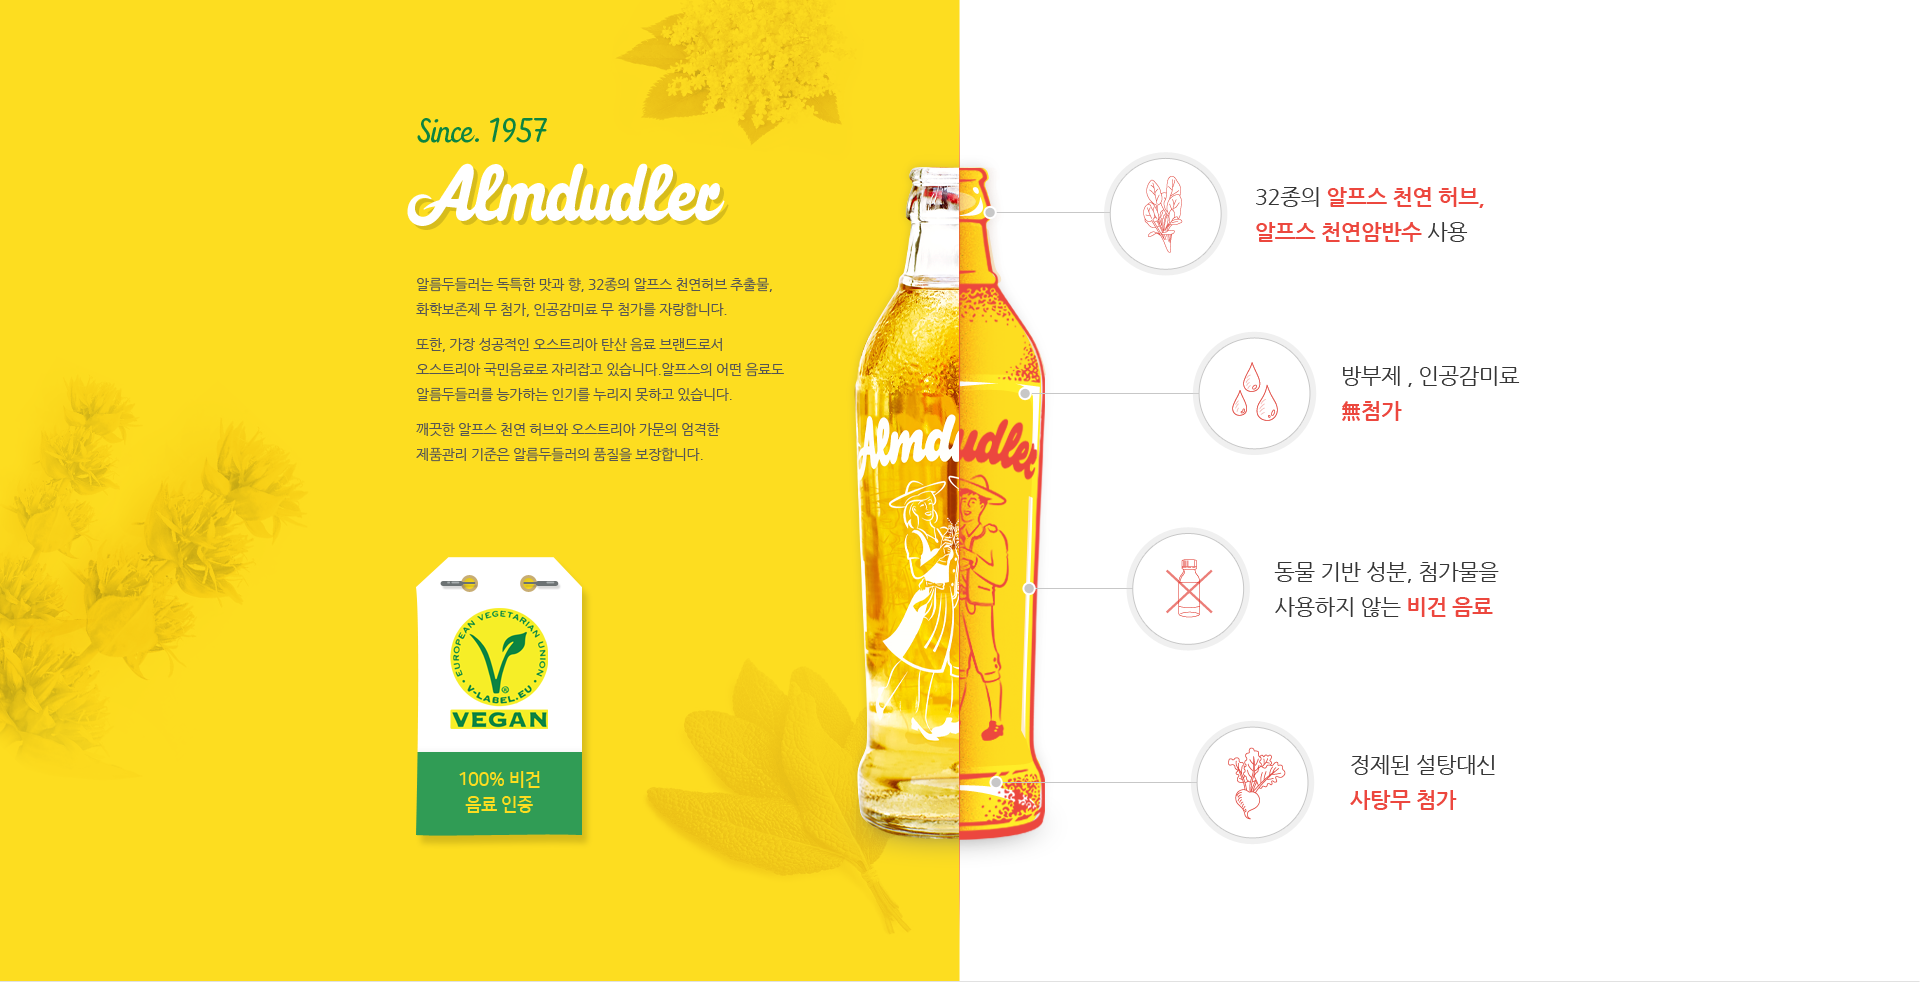 Since. 1957
Almdudler
알름두들러는 독특한 맛과 향, 32종의 알프스 천연허브 추출물,
화학보존제 무 첨가, 인공감미료 무 첨가를 자랑합니다.
또한, 가장 성공적인 오스트리아 탄산 음료 브랜드로서
오스트리아 국민음료로 자리잡고 있습니다.알프스의 어떤 음료도
알름두들러를 능가하는 인기를 누리지 못하고 있습니다.
깨끗한 알프스 천연 허브와 오스트리아 가문의 엄격한
제품관리 기준은 알름두들러의 품질을 보장합니다.
EUROPEAN VEGETARIAN UNION
V-LABEL.EU
VEGAN
100% 비건
음료 인증
Almdudler
32종의 알프스 천연 허브,
알프스 천연암반수 사용
방부제 , 인공감미료
無첨가
동물 기반 성분, 첨가물을
사용하지 않는 비건 음료
정제된 설탕대신
사탕무 첨가